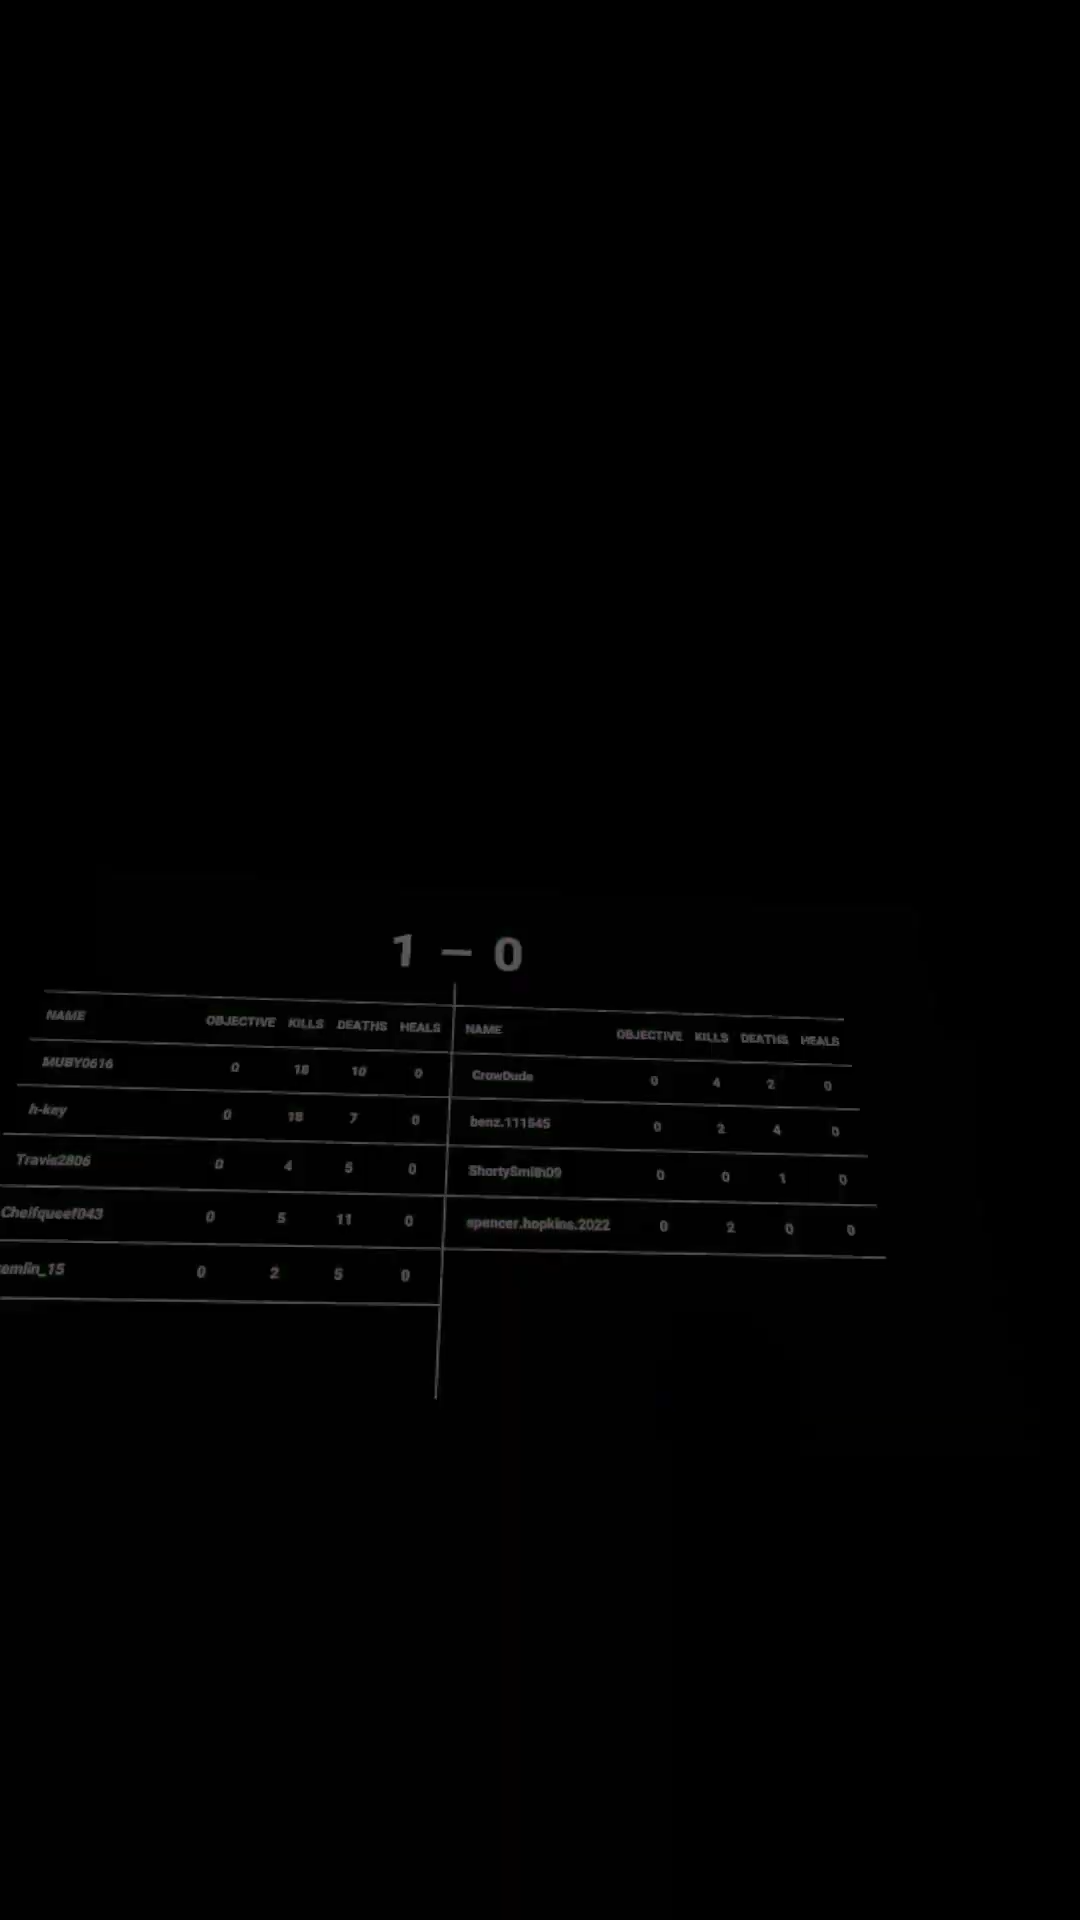 1 – 0
NAME OBJECTIVE KILLS DEATHS HEALS
MUBY0616 0 18 10 0
h-key 0 18 7 0
Travis2806 0 4 5 0
Cheifqueef043 0 5 11 0
emlin_15 0 2 5 0
NAME OBJECTIVE KILLS DEATHS HEALS
CrowDude 0 4 2 0
benz.111545 0 2 4 0
ShortySmith09 0 0 1 0
spencer.hopkins.2022 0 2 0 0